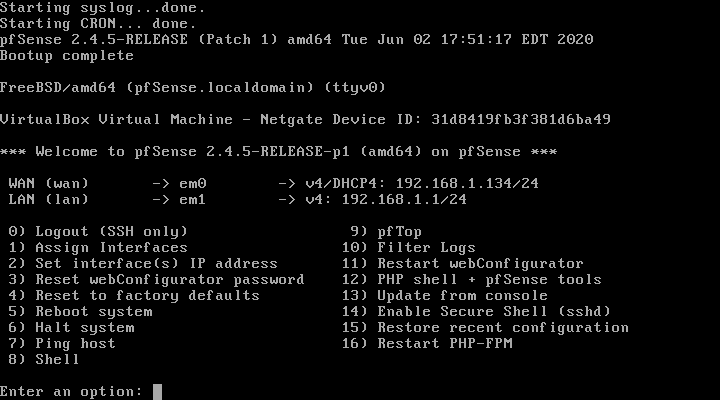 Starting syslog...done.
Starting CRON... done.
pfSense 2.4.5-RELEASE (Patch 1) amd64 Tue Jun 02 17:51:17 EDT 2020
Bootup complete
FreeBSD/amd64 (pfSense.localdomain) (ttyv0)
VirtualBox Virtual Machine - Netgate Device ID: 31d8419fb3f381d6ba49
*** Welcome to pfSense 2.4.5-RELEASE-p1 (amd64) on pfSense ***
WAN (wan) -> em0 -> v4/DHCP4: 192.168.1.134/24
LAN (lan) -> em1 -> v4: 192.168.1.1/24
0) Logout (SSH only) 9) pfTop
1) Assign Interfaces 10) Filter Logs
2) Set interface(s) IP address 11) Restart webConfigurator
3) Reset webConfigurator password 12) PHP shell + pfSense tools
4) Reset to factory defaults 13) Update from console
5) Reboot system 14) Enable Secure Shell (sshd)
6) Halt system 15) Restore recent configuration
7) Ping host 16) Restart PHP-FPM
8) Shell
Enter an option: